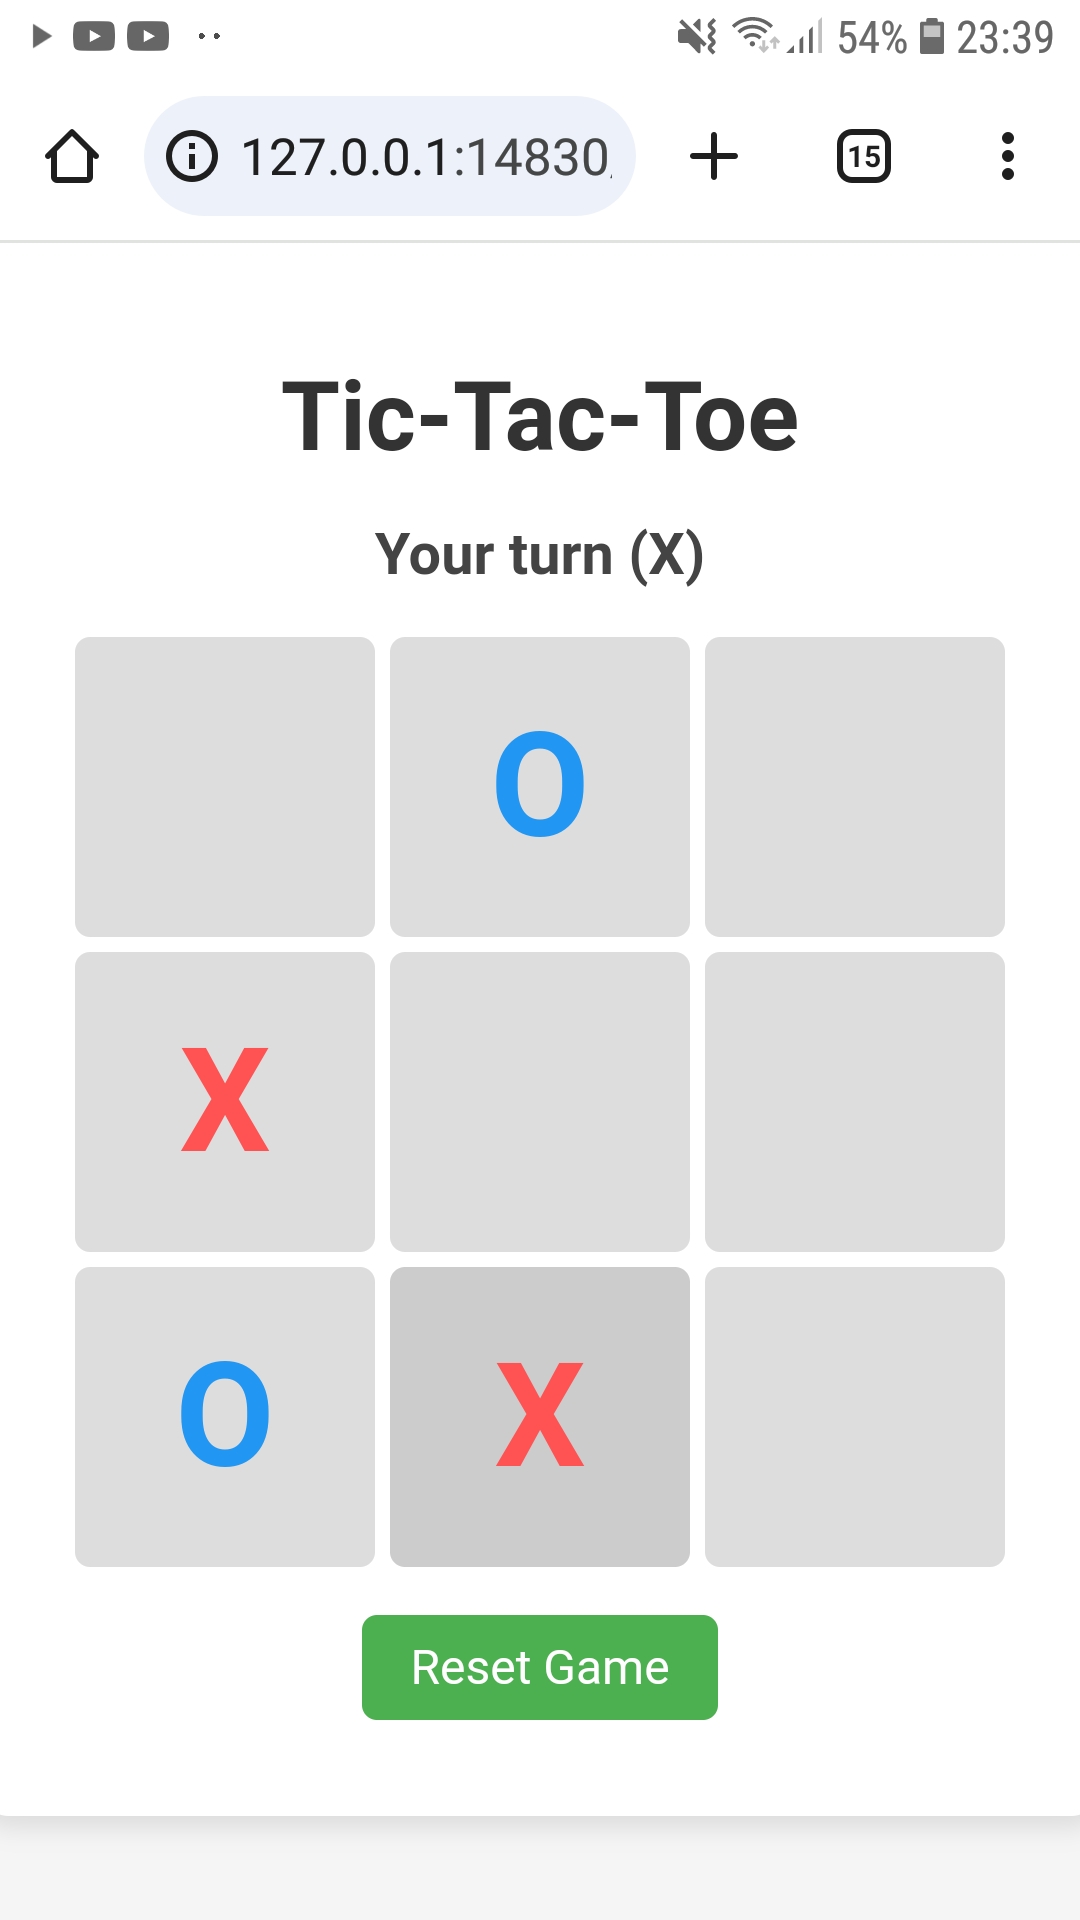 54% 23:39
127.0.0.1:14830 15
Tic-Tac-Toe
Your turn (X)
O
X
O X
Reset Game